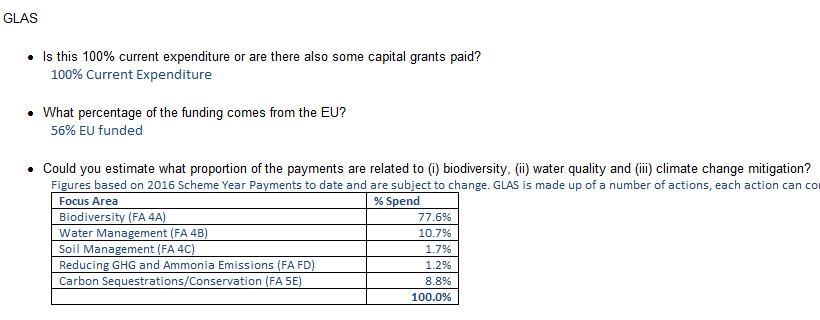 GLAS
• Is this 100% current expenditure or are there also some capital grants paid?
100% Current Expenditure
• What percentage of the funding comes from the EU?
56% EU funded
• Could you estimate what proportion of the payments are related to (i) biodiversity, (ii) water quality and (iii) climate change mitigation?
Figures based on 2016 Scheme Year Payments to date and are subject to change. GLAS is made up of a number of actions, each action can
Focus Area % Spend
Biodiversity (FA 4A) 77.6%
Water Management (FA 4B) 10.7%
Soil Management (FA 4C) 1.7%
Reducing GHG and Ammonia Emissions (FA FD) 1.2%
Carbon Sequestrations/Conservation (FA 5E) 8.8%
100.0%